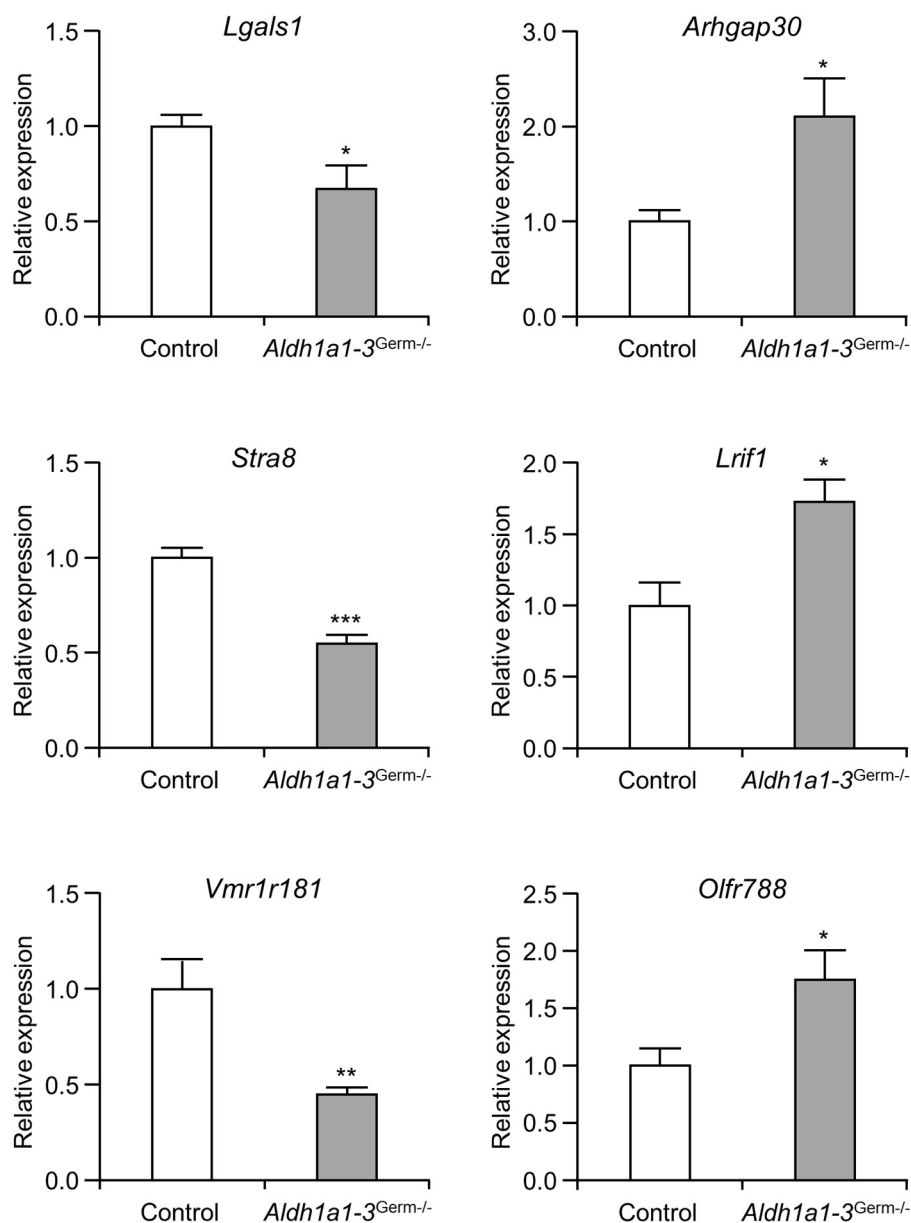 Lgals1
Relative expression
1.5
1.0
0.5
0.0
*
Control
Aldh1a1-3Germ-/-
Arhgap30
Relative expression
3.0
2.0
1.0
0.0
*
Control
Aldh1a1-3Germ-/-
Stra8
Relative expression
1.5
1.0
0.5
0.0
***
Control
Aldh1a1-3Germ-/-
Lrif1
Relative expression
2.0
1.5
1.0
0.5
0.0
*
Control
Aldh1a1-3Germ-/-
Vmr1r181
Relative expression
1.5
1.0
0.5
0.0
**
Control
Aldh1a1-3Germ-/-
Olfr788
Relative expression
2.5
2.0
1.5
1.0
0.5
0.0
*
Control
Aldh1a1-3Germ-/-